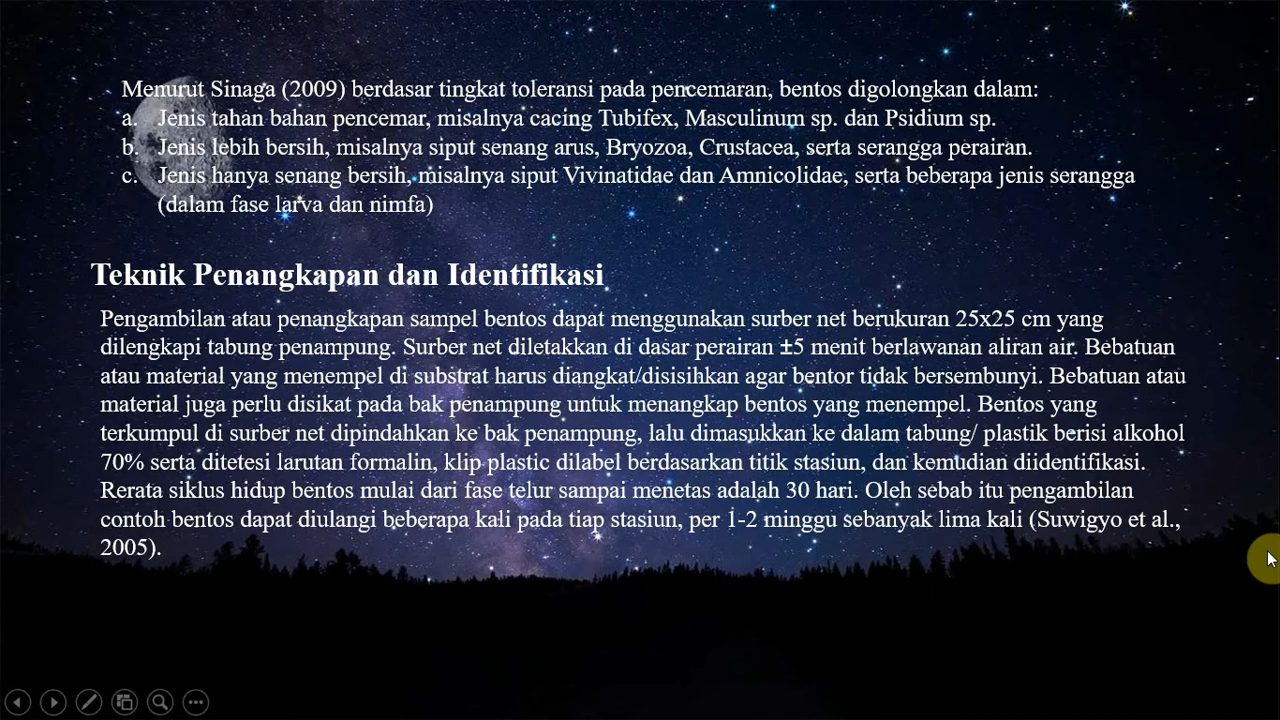 Menurut Sinaga (2009) berdasar tingkat toleransi pada pencemaran, bentos digolongkan dalam:
a. Jenis tahan bahan pencemar, misalnya cacing Tubifex, Masculinum sp. dan Psidium sp.
b. Jenis lebih bersih, misalnya siput senang arus, Bryozoa, Crustacea, serta serangga perairan.
c. Jenis hanya senang bersih, misalnya siput Vivinatidae dan Amnicolidae, serta beberapa jenis serangga
(dalam fase larva dan nimfa)
Teknik Penangkapan dan Identifikasi
Pengambilan atau penangkapan sampel bentos dapat menggunakan surber net berukuran 25x25 cm yang
dilengkapi tabung penampung. Surber net diletakkan di dasar perairan ±5 menit berlawanan aliran air. Bebatuan
atau material yang menempel di substrat harus diangkat/disisihkan agar bentor tidak bersembunyi. Bebatuan atau
material juga perlu disikat pada bak penampung untuk menangkap bentos yang menempel. Bentos yang
terkumpul di surber net dipindahkan ke bak penampung, lalu dimasukkan ke dalam tabung/ plastik berisi alkohol
70% serta ditetesi larutan formalin, klip plastic dilabel berdasarkan titik stasiun, dan kemudian diidentifikasi.
Rerata siklus hidup bentos mulai dari fase telur sampai menetas adalah 30 hari. Oleh sebab itu pengambilan
contoh bentos dapat diulangi beberapa kali pada tiap stasiun, per 1-2 minggu sebanyak lima kali (Suwigyo et al.,
2005).